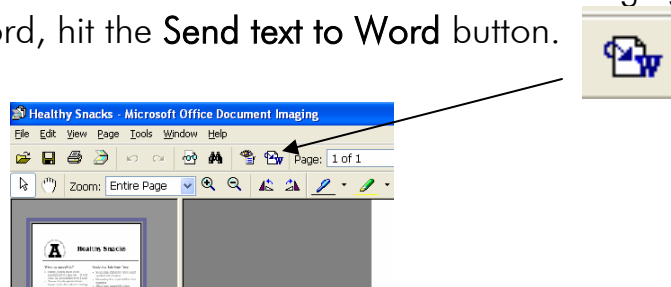 ord, hit the Send text to Word button.
Healthy Snacks - Microsoft Office Document Imaging
File Edit View Page Tools Window Help
Page: 1 of 1
Zoom: Entire Page
A Healthy Snacks